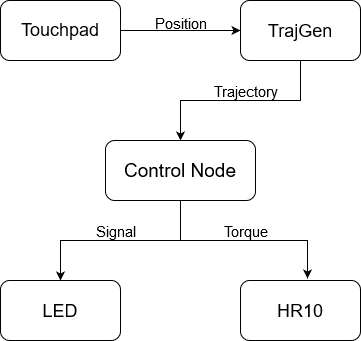 Touchpad
Position
TrajGen
Trajectory
Control Node
Signal
Torque
LED
HR10